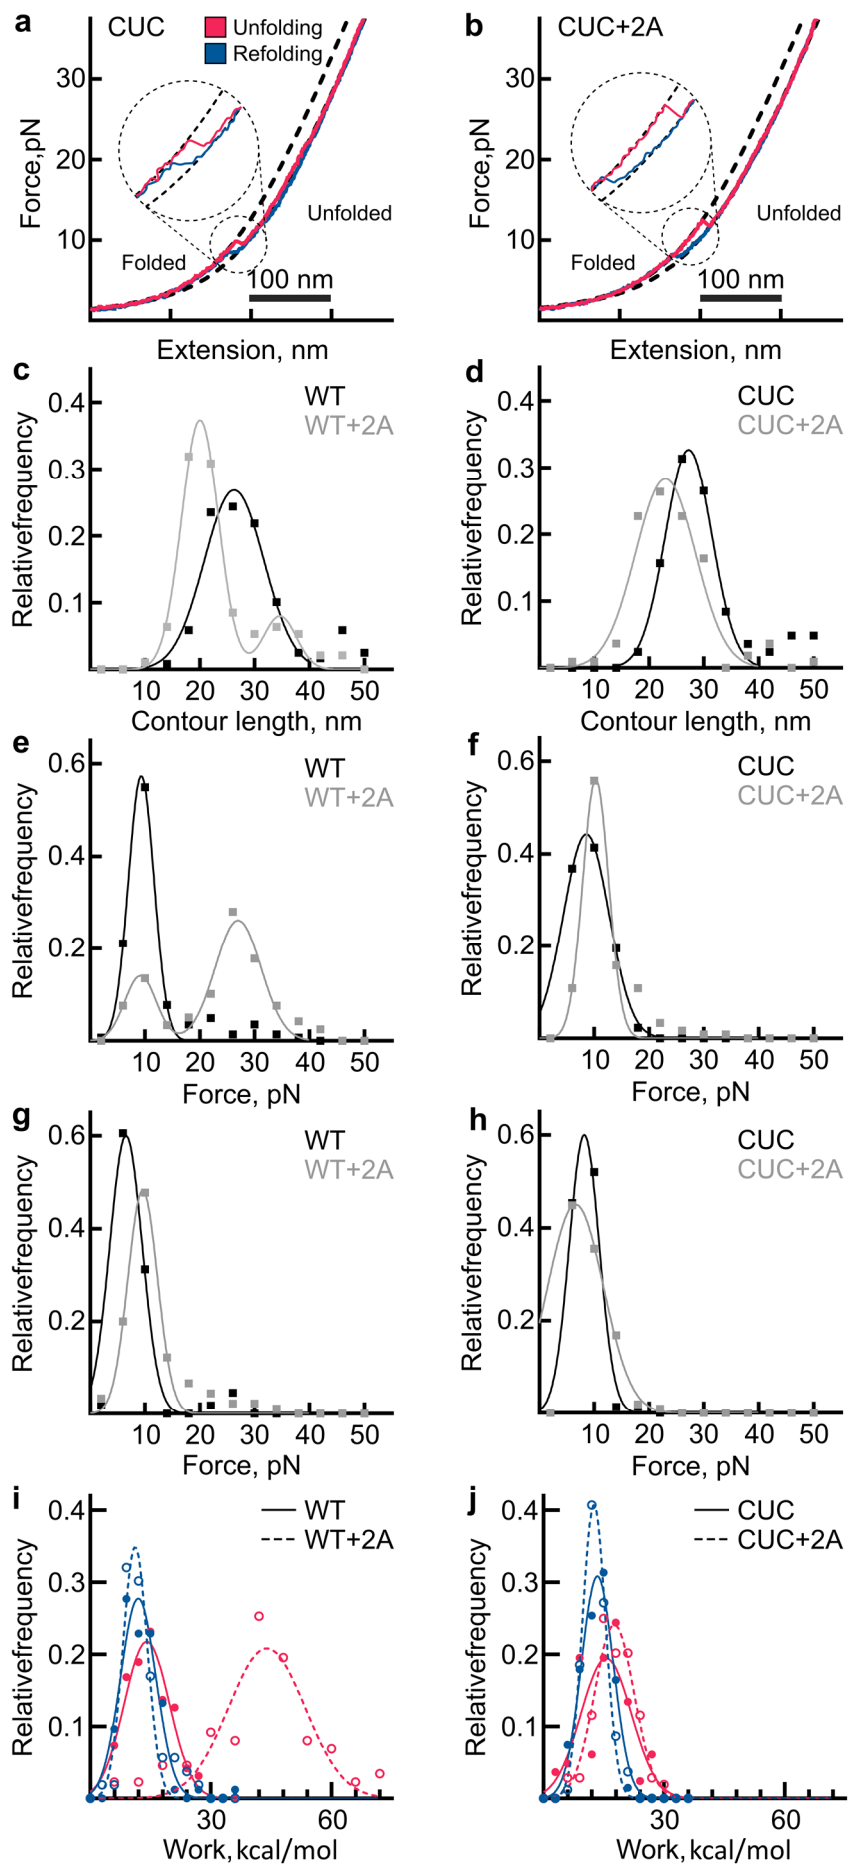 a CUC Unfolding
Refolding
Force,pN
30
20
10
Unfolded
Folded
100 nm
Extension, nm
b CUC+2A
Force,pN
30
20
10
Unfolded
Folded
100 nm
Extension, nm
c
WT
WT+2A
Relativefrequency
0.4
0.3
0.2
0.1
10 20 30 40 50
Contour length, nm
d
CUC
CUC+2A
Relativefrequency
0.4
0.3
0.2
0.1
10 20 30 40 50
Contour length, nm
e
WT
WT+2A
Relativefrequency
0.6
0.4
0.2
10 20 30 40 50
Force, pN
f
CUC
CUC+2A
Relativefrequency
0.6
0.4
0.2
10 20 30 40 50
Force, pN
g
WT
WT+2A
Relativefrequency
0.6
0.4
0.2
10 20 30 40 50
Force, pN
h
CUC
CUC+2A
Relativefrequency
0.6
0.4
0.2
10 20 30 40 50
Force, pN
i
WT
WT+2A
Relativefrequency
0.4
0.3
0.2
0.1
30 60
Work, kcal/mol
j
CUC
CUC+2A
Relativefrequency
0.4
0.3
0.2
0.1
30 60
Work, kcal/mol